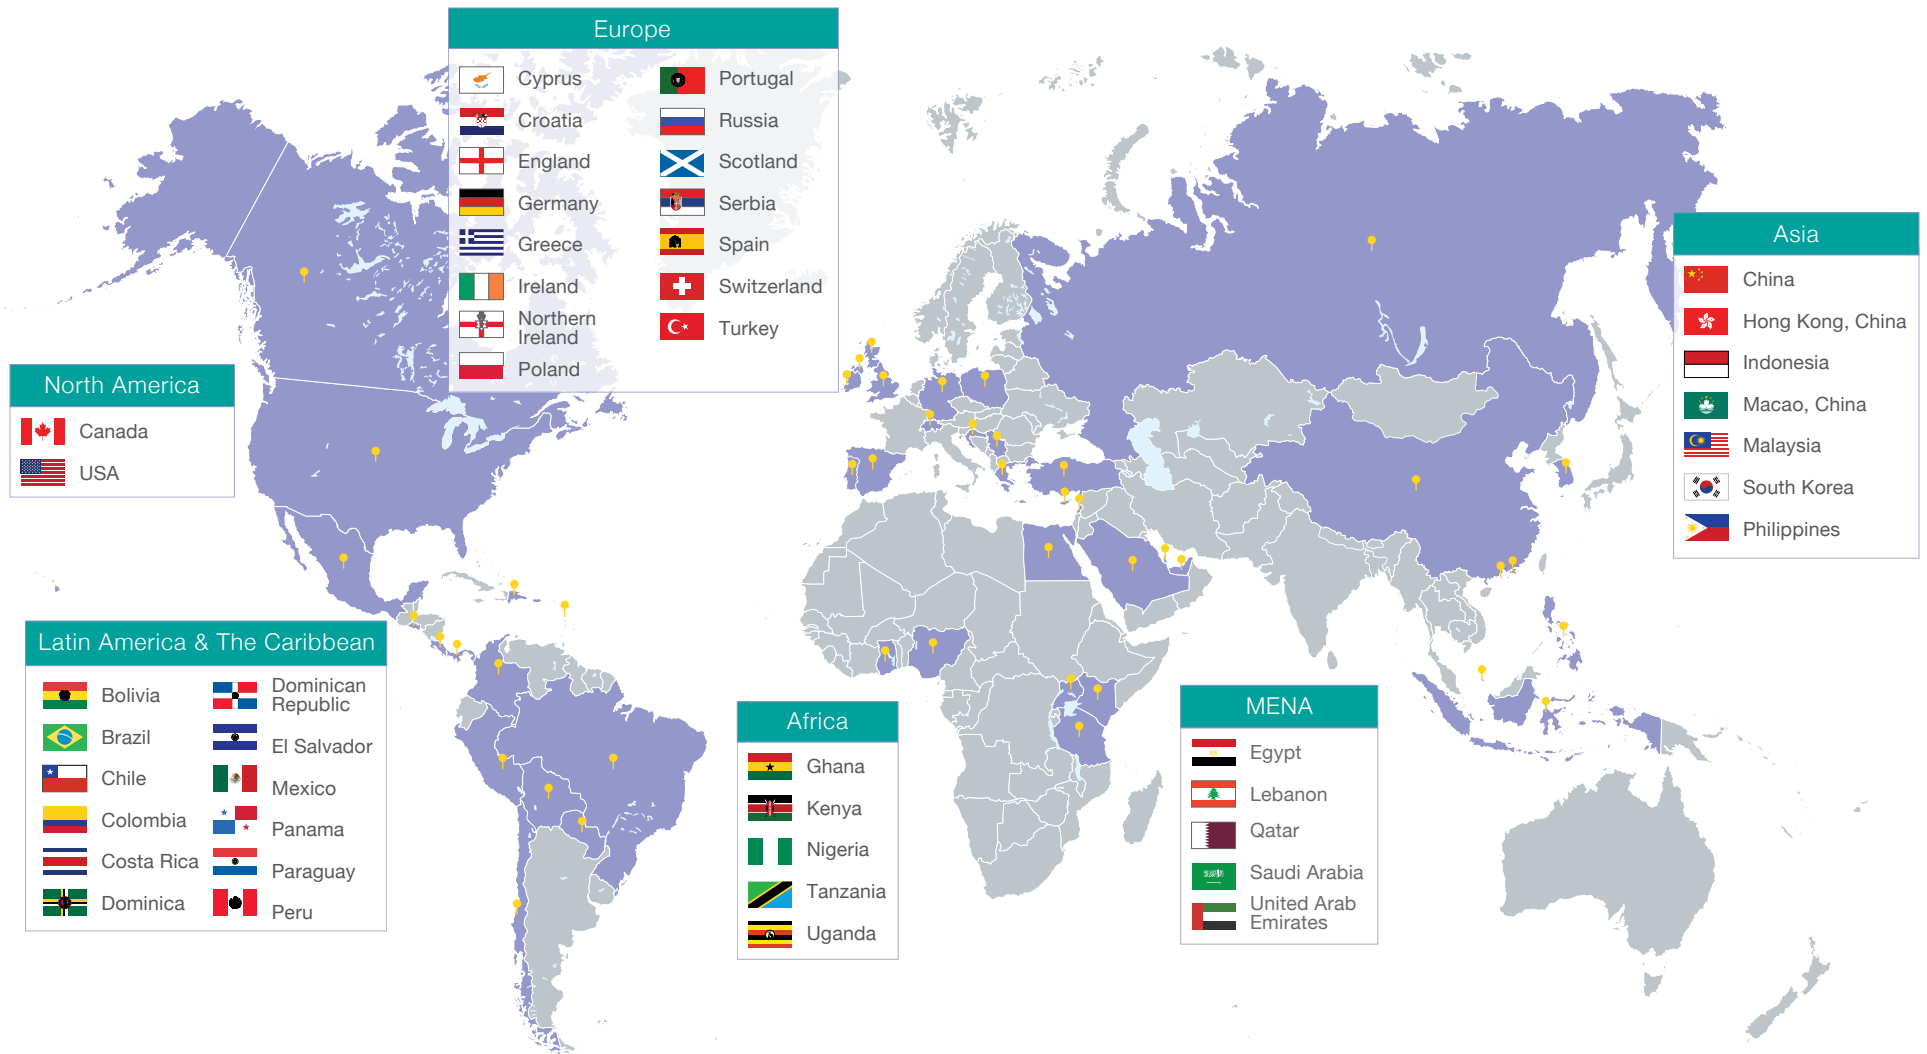 Europe
Cyprus
Croatia
England
Germany
Greece
Ireland
Northern
Ireland
Poland
Portugal
Russia
Scotland
Serbia
Spain
Switzerland
Turkey
Asia
China
Hong Kong, China
Indonesia
Macao, China
Malaysia
South Korea
Philippines
North America
Canada
USA
Latin America & The Caribbean
Bolivia
Brazil
Chile
Colombia
Costa Rica
Dominica
Dominican
Republic
El Salvador
Mexico
Panama
Paraguay
Peru
Africa
Ghana
Kenya
Nigeria
Tanzania
Uganda
MENA
Egypt
Lebanon
Qatar
Saudi Arabia
United Arab
Emirates